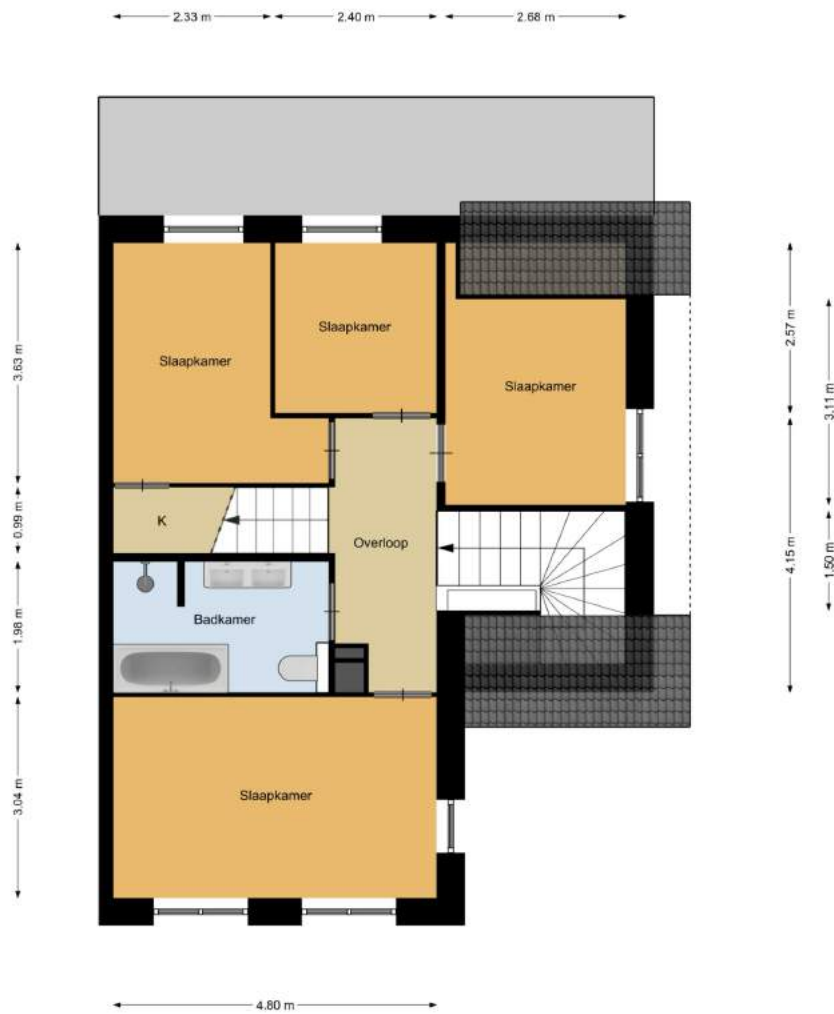 2.33 m
2.40 m
2.68 m
Slaapkamer
Slaapkamer
Slaapkamer
3.63 m
2.57 m
3.11 m
K
0.99 m
Overloop
4.15 m
1.50 m
Badkamer
1.98 m
Slaapkamer
3.04 m
4.80 m